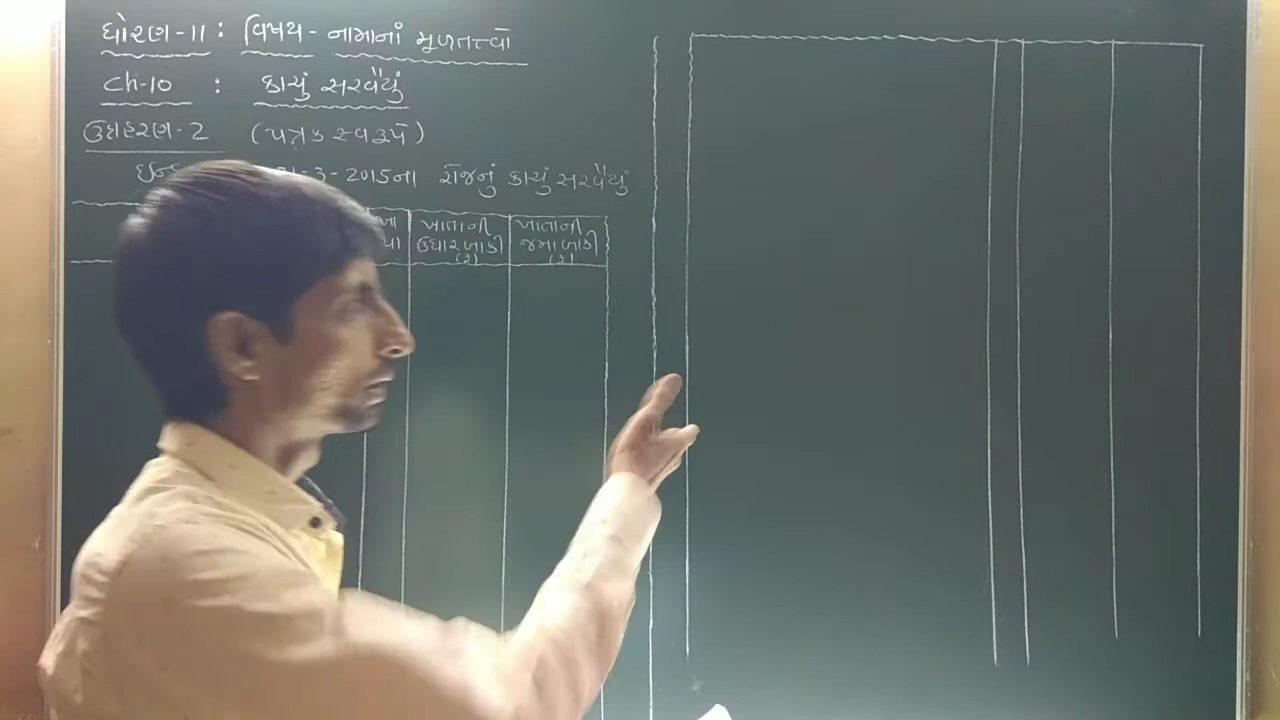 ધોરણ-11 : વિષય - નામાનાં મૂળતત્ત્વો
Ch-10 : કાચું સરવૈયું
ઉદાહરણ-2 (પત્રક સ્વરૂપે)
-3-2015ના રોજનું કાચું સરવૈયું
ખાતાની ઉધારબાકી (₹)
ખાતાની જમાબાકી (₹)